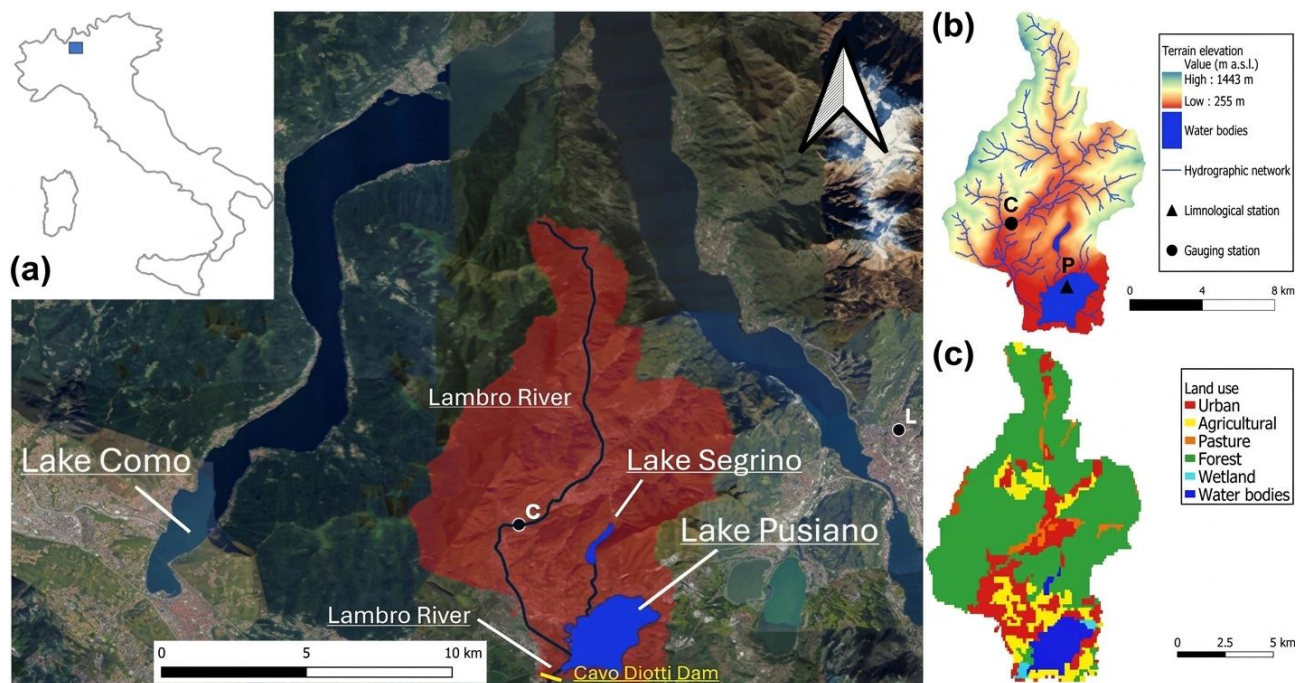 (a)
Lambro River
Lake Como
Lake Segrino
C
L
Lake Pusiano
Lambro River
Cavo Diotti Dam
0 5 10 km
(b)
Terrain elevation
Value (m a.s.l.)
High : 1443 m
Low : 255 m
Water bodies
Hydrographic network
Limnological station
Gauging station
C
P
0 4 8 km
(c)
Land use
Urban
Agricultural
Pasture
Forest
Wetland
Water bodies
0 2.5 5 km